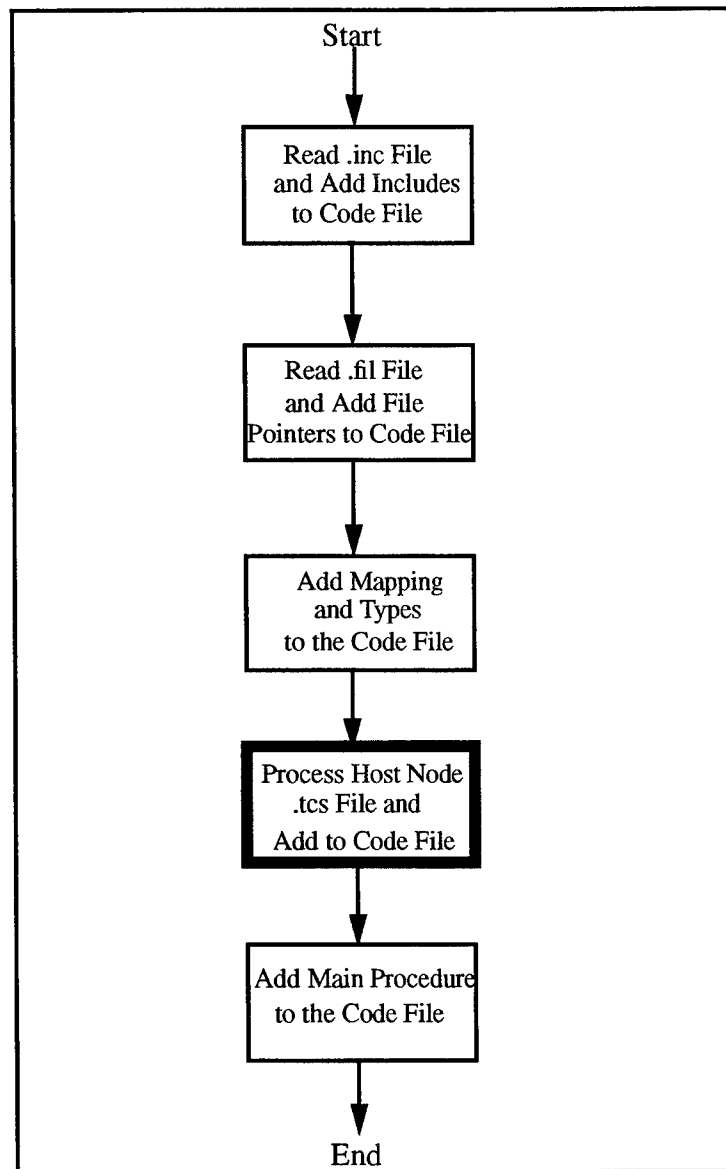 Start
Read .inc File
and Add Includes
to Code File
Read .fil File
and Add File
Pointers to Code File
Add Mapping
and Types
to the Code File
Process Host Node
.tcs File and
Add to Code File
Add Main Procedure
to the Code File
End